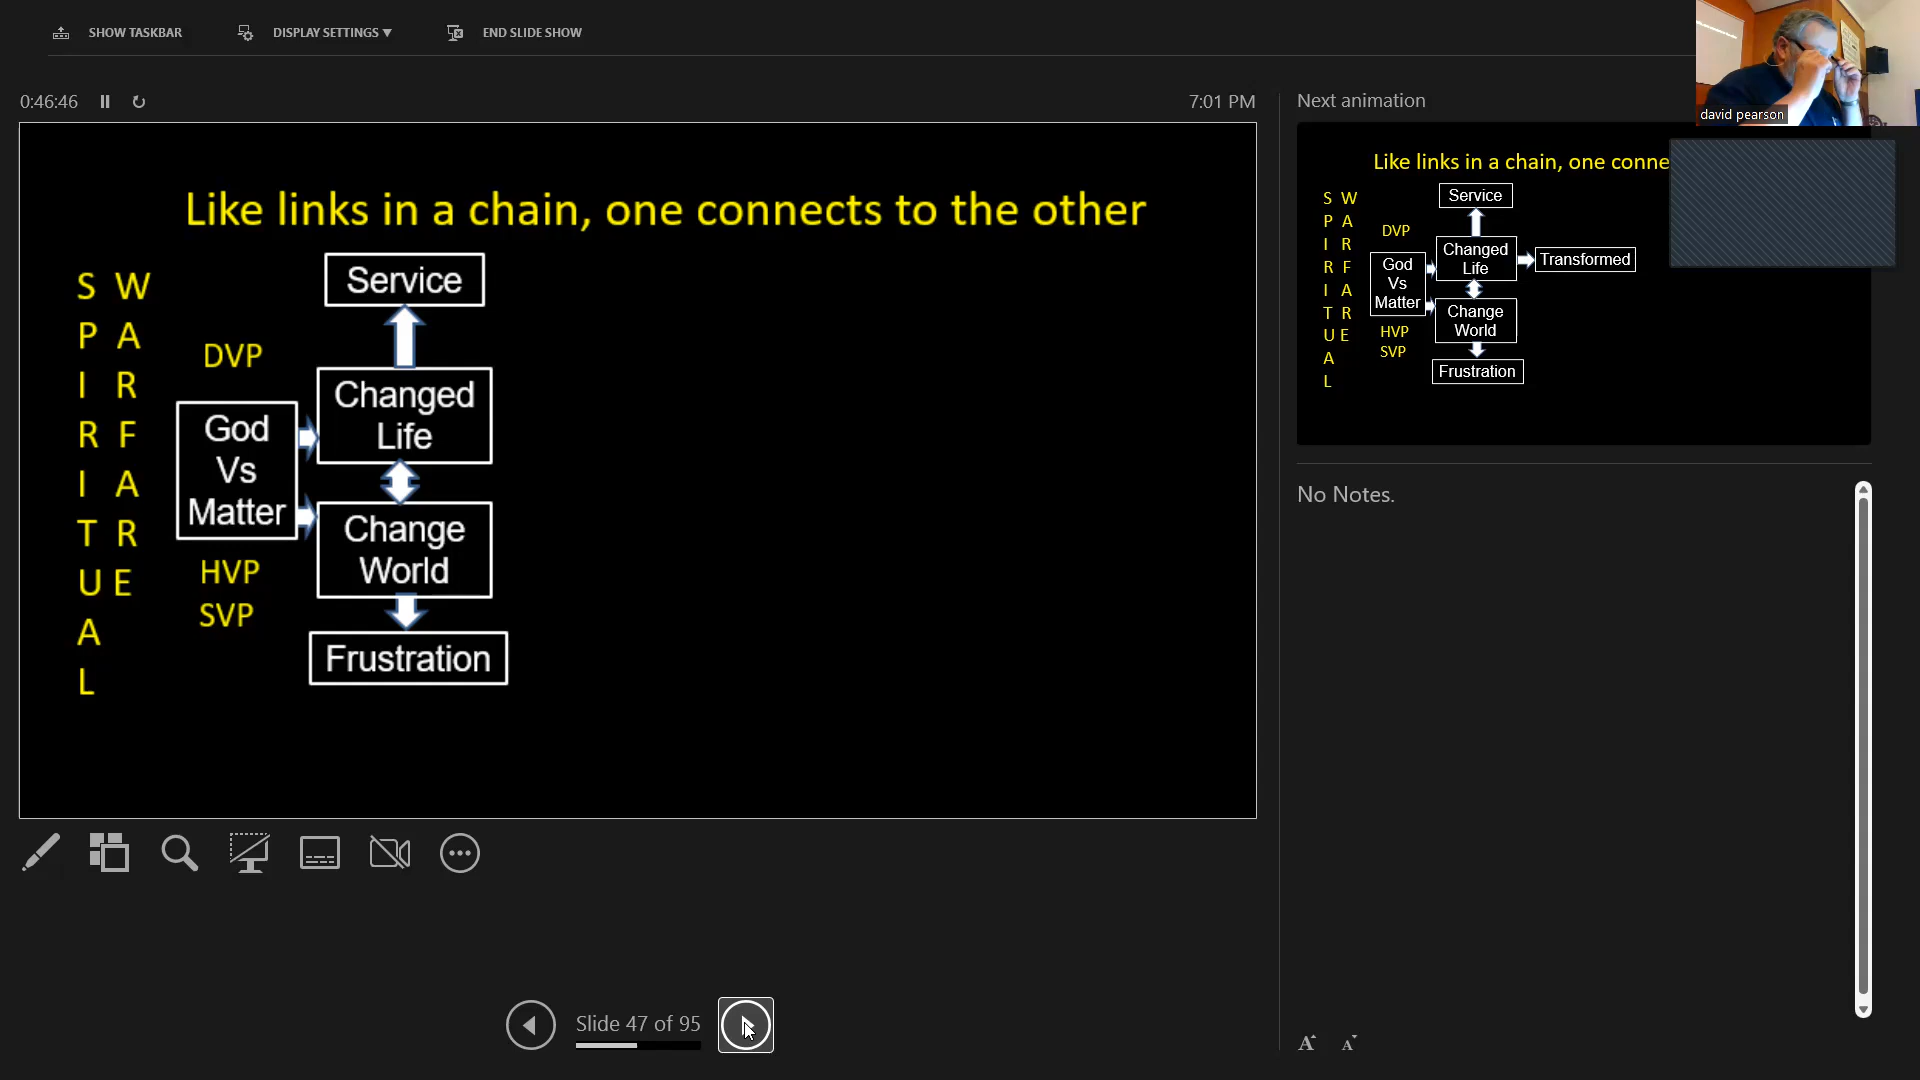 SHOW TASKBAR
DISPLAY SETTINGS ▼
END SLIDE SHOW
david pearson
0:46:46
7:01 PM
Next animation
Like links in a chain, one connects to the other
S W
P A
I R
R F
I A
T R
U E
A
L
DVP
God
Vs
Matter
HVP
SVP
Service
Changed
Life
Change
World
Frustration
Like links in a chain, one conne
S W
P A
I R
R F
I A
T R
U E
A
L
DVP
God
Vs
Matter
HVP
SVP
Service
Changed
Life
Transformed
Change
World
Frustration
No Notes.
Slide 47 of 95
A A